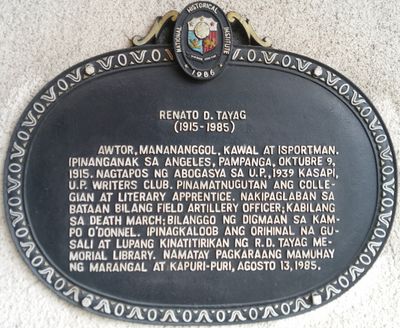 NATIONAL HISTORICAL INSTITUTE
1986
RENATO D. TAYAG
(1915-1985)
AWTOR, MANANANGGOL, KAWAL AT ISPORTMAN.
IPINANGANAK SA ANGELES, PAMPANGA, OKTUBRE 9,
1915. NAGTAPOS NG ABOGASYA SA U.P., 1939 KASAPI,
U.P. WRITERS CLUB. PINAMATNUGUTAN ANG COLLE-
GIAN AT LITERARY APPRENTICE. NAKIPAGLABAN SA
BATAAN BILANG FIELD ARTILLERY OFFICER; KABILANG
SA DEATH MARCH; BILANGGO NG DIGMAAN SA KAM-
PO O'DONNEL. IPINAGKALOOB ANG ORIHINAL NA GU-
SALI AT LUPANG KINATITIRIKAN NG R.D. TAYAG ME-
MORIAL LIBRARY. NAMATAY PAGKARAANG MAMUHAY
NG MARANGAL AT KAPURI-PURI, AGOSTO 13, 1985.